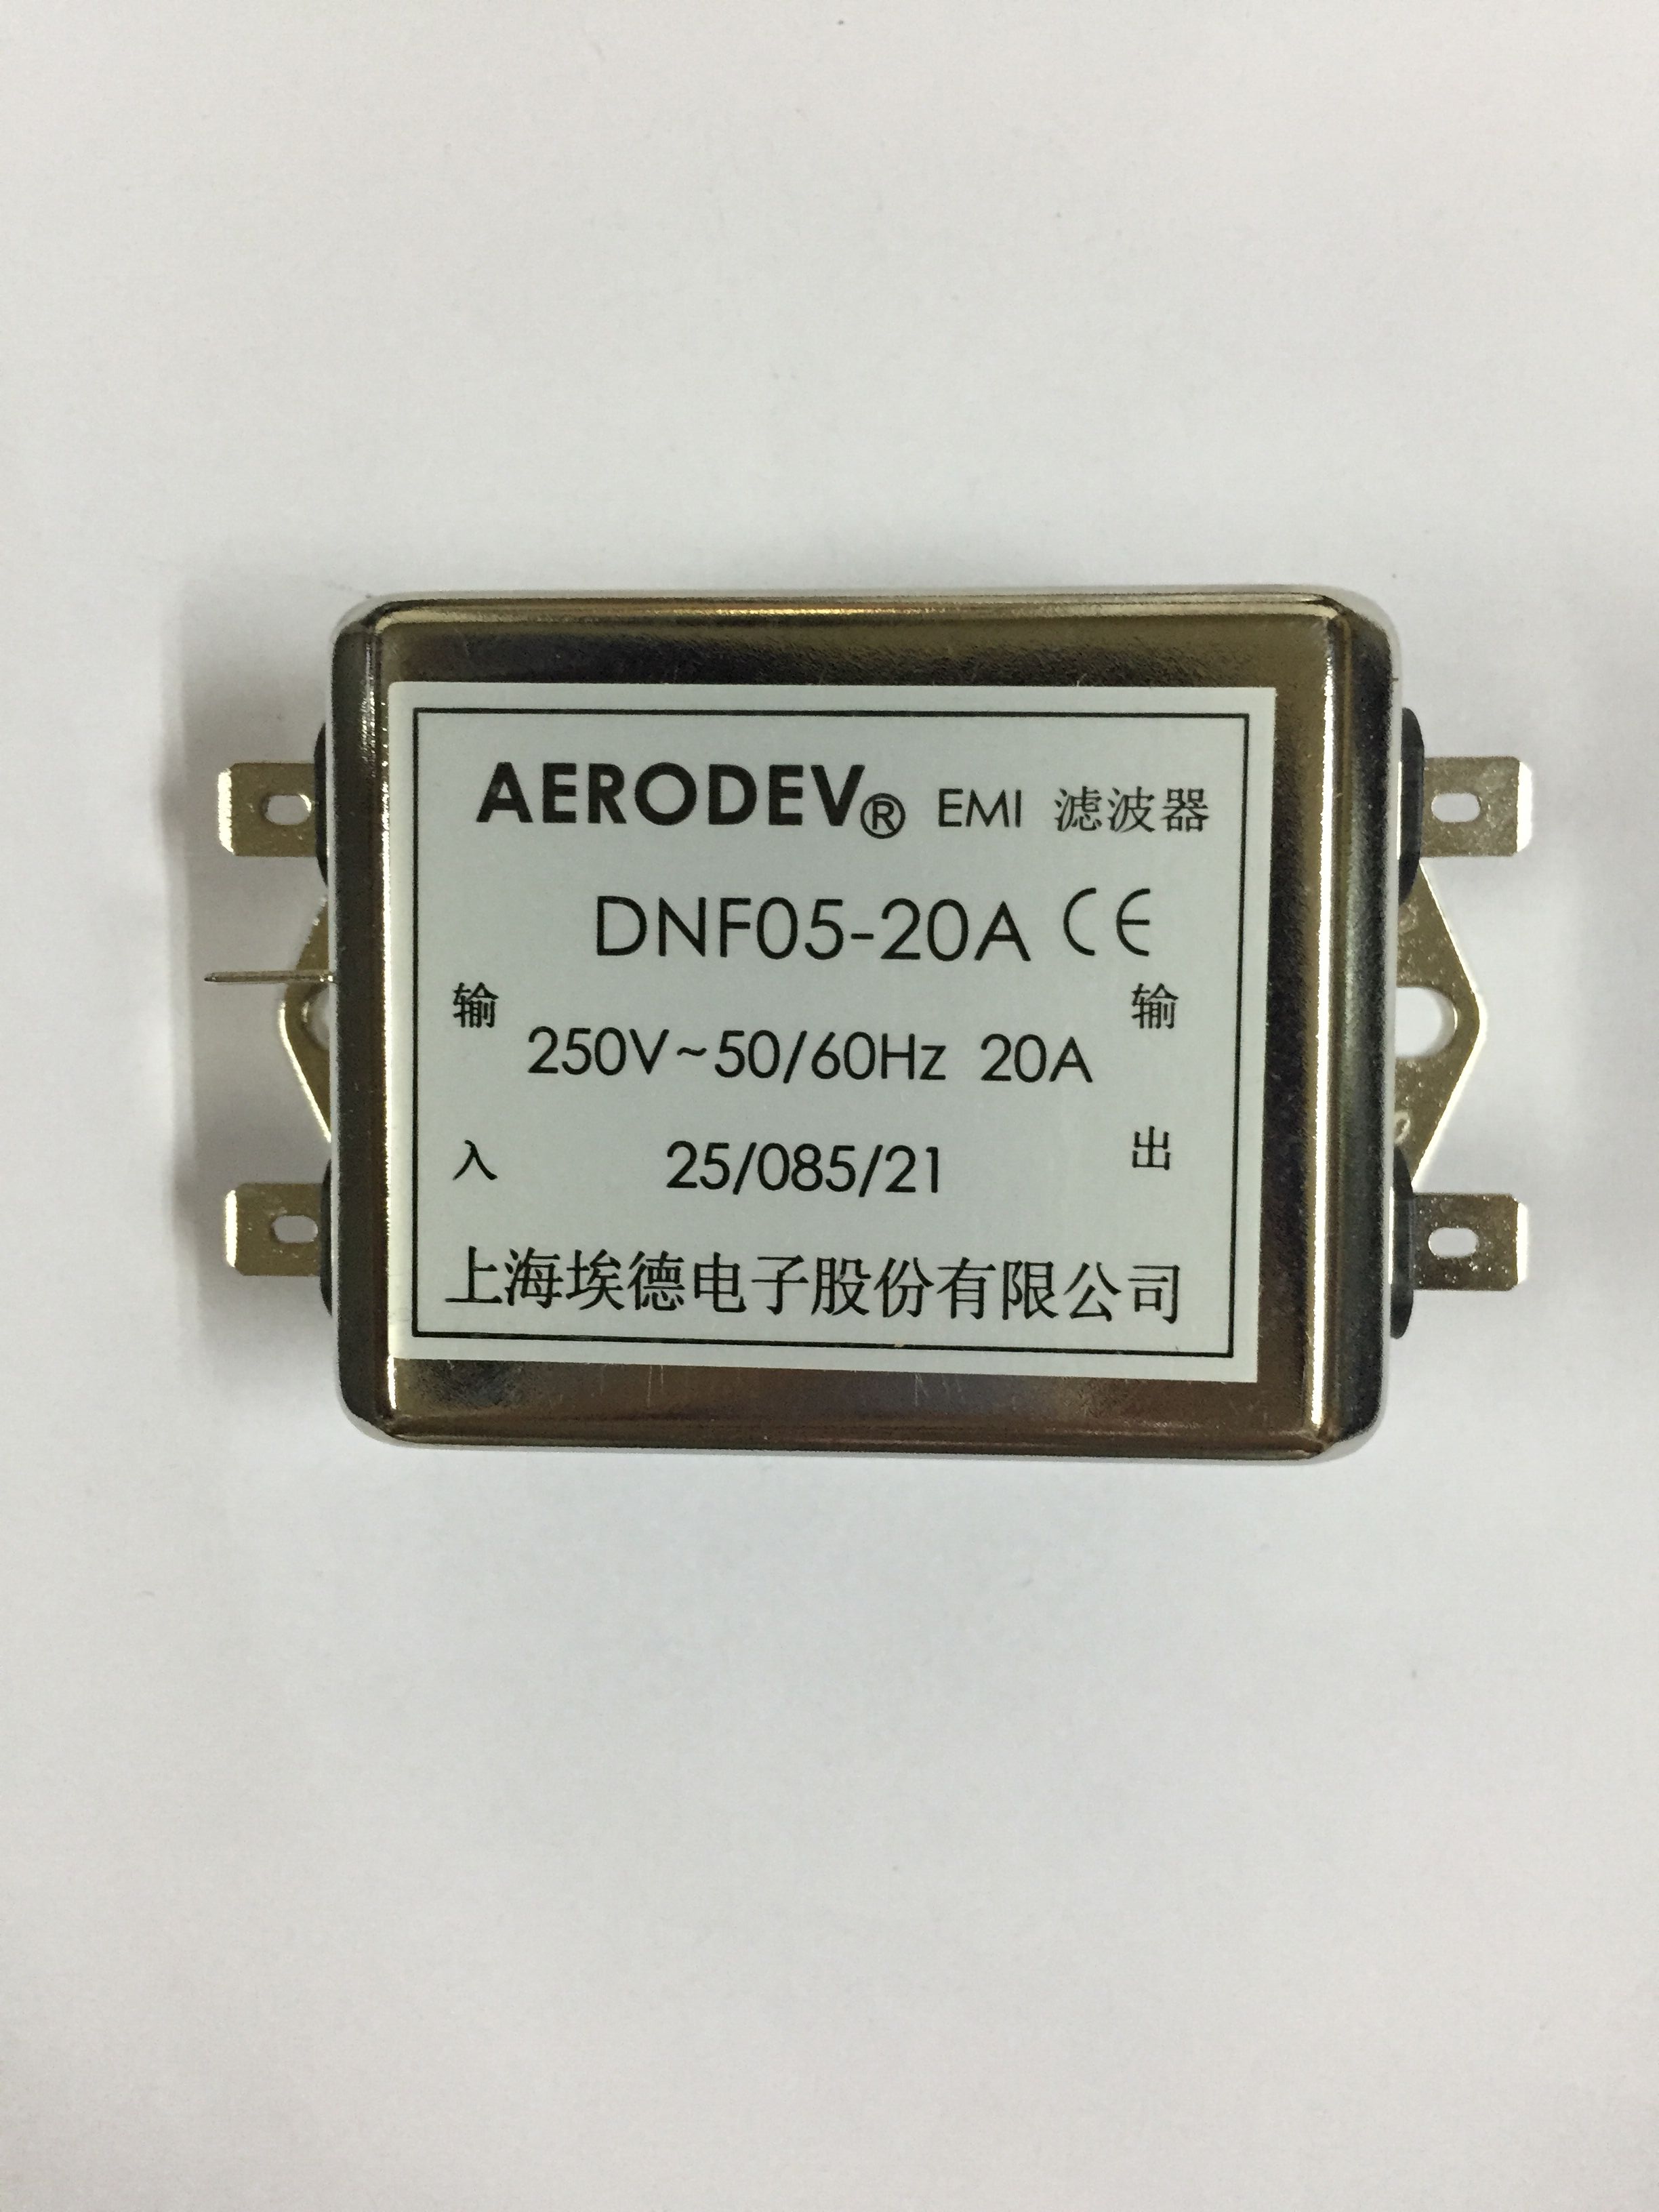 AERODEV® EMI 滤波器
DNF05-20A CE
输入
250V~50/60Hz 20A
输出
25/085/21
上海埃德电子股份有限公司